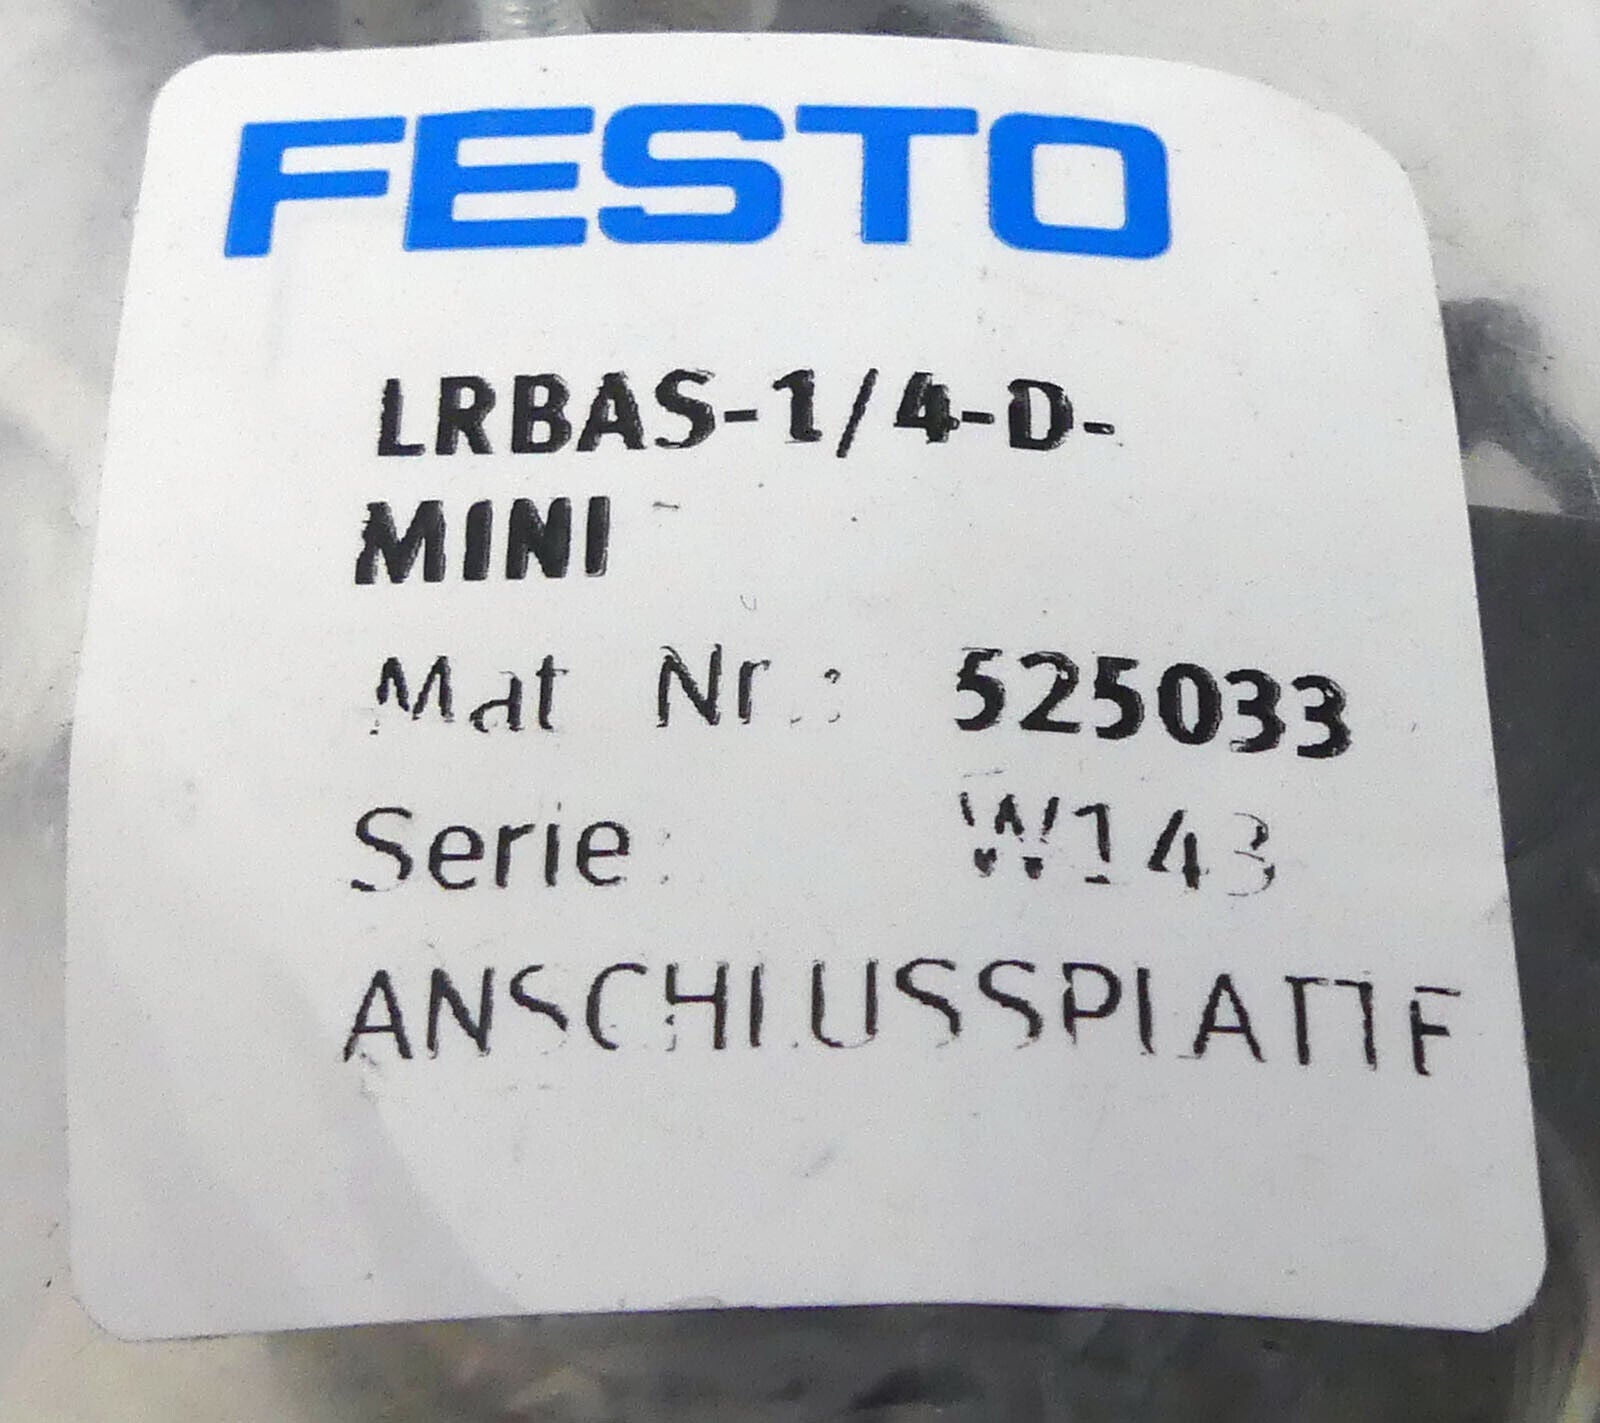 FESTO
LRBAS-1/4-D-
MINI
Mat Nr.: 525033
Serie: W143
ANSCHLUSSPLATTE